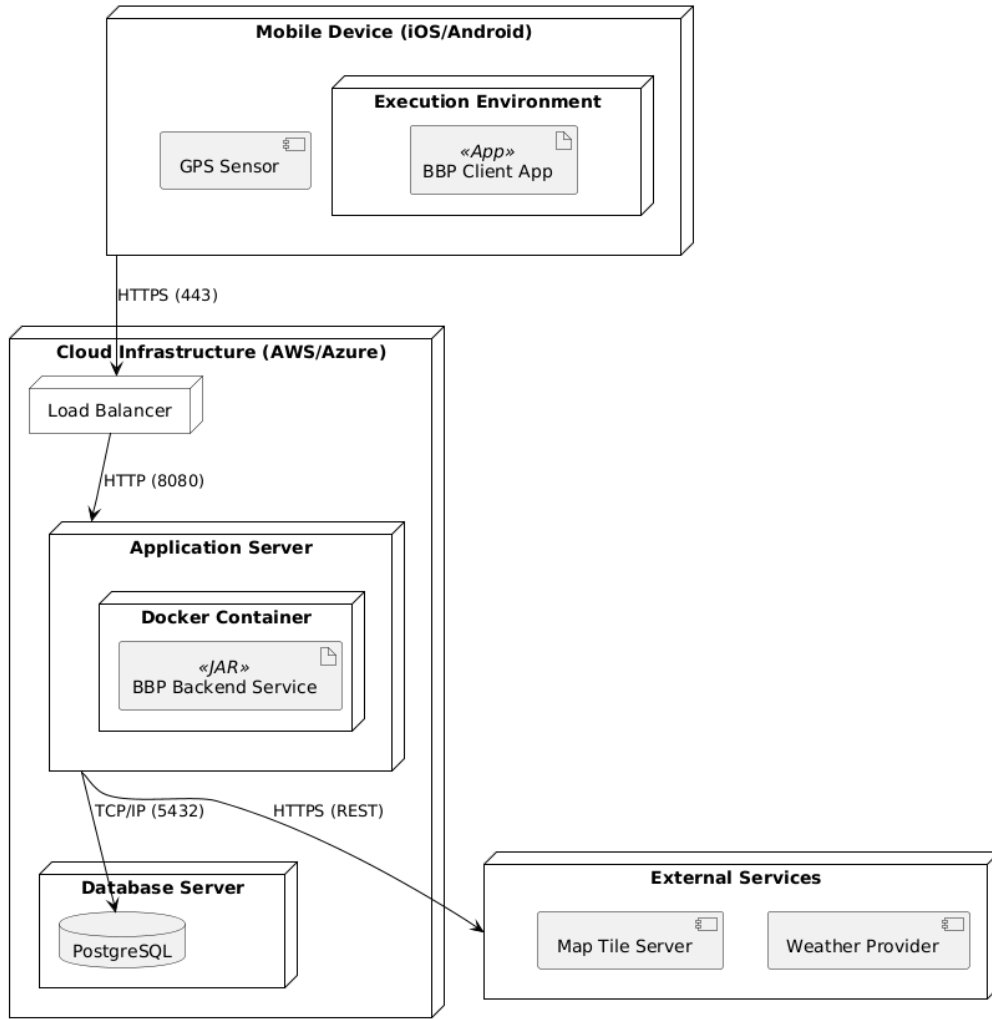 Mobile Device (iOS/Android)
Execution Environment
GPS Sensor
«App»
BBP Client App
HTTPS (443)
Cloud Infrastructure (AWS/Azure)
Load Balancer
HTTP (8080)
Application Server
Docker Container
«JAR»
BBP Backend Service
TCP/IP (5432)
HTTPS (REST)
Database Server
PostgreSQL
External Services
Map Tile Server
Weather Provider